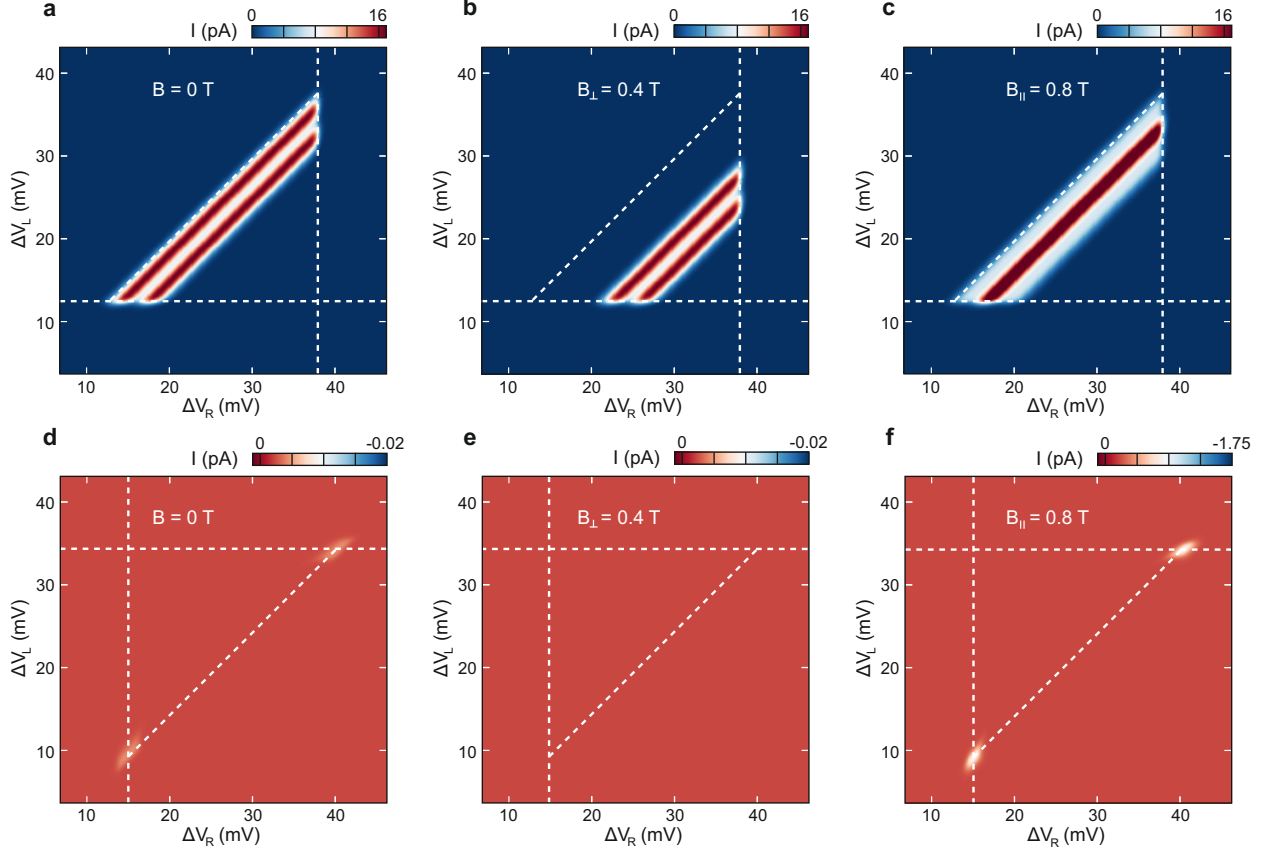 a
0 16
I (pA)
B = 0 T
40
30
20
10
ΔV_L (mV)
10 20 30 40
ΔV_R (mV)
b
0 16
I (pA)
B_⊥ = 0.4 T
40
30
20
10
ΔV_L (mV)
10 20 30 40
ΔV_R (mV)
c
0 16
I (pA)
B_|| = 0.8 T
40
30
20
10
ΔV_L (mV)
10 20 30 40
ΔV_R (mV)
d
0 -0.02
I (pA)
B = 0 T
40
30
20
10
ΔV_L (mV)
10 20 30 40
ΔV_R (mV)
e
0 -0.02
I (pA)
B_⊥ = 0.4 T
40
30
20
10
ΔV_L (mV)
10 20 30 40
ΔV_R (mV)
f
0 -1.75
I (pA)
B_|| = 0.8 T
40
30
20
10
ΔV_L (mV)
10 20 30 40
ΔV_R (mV)